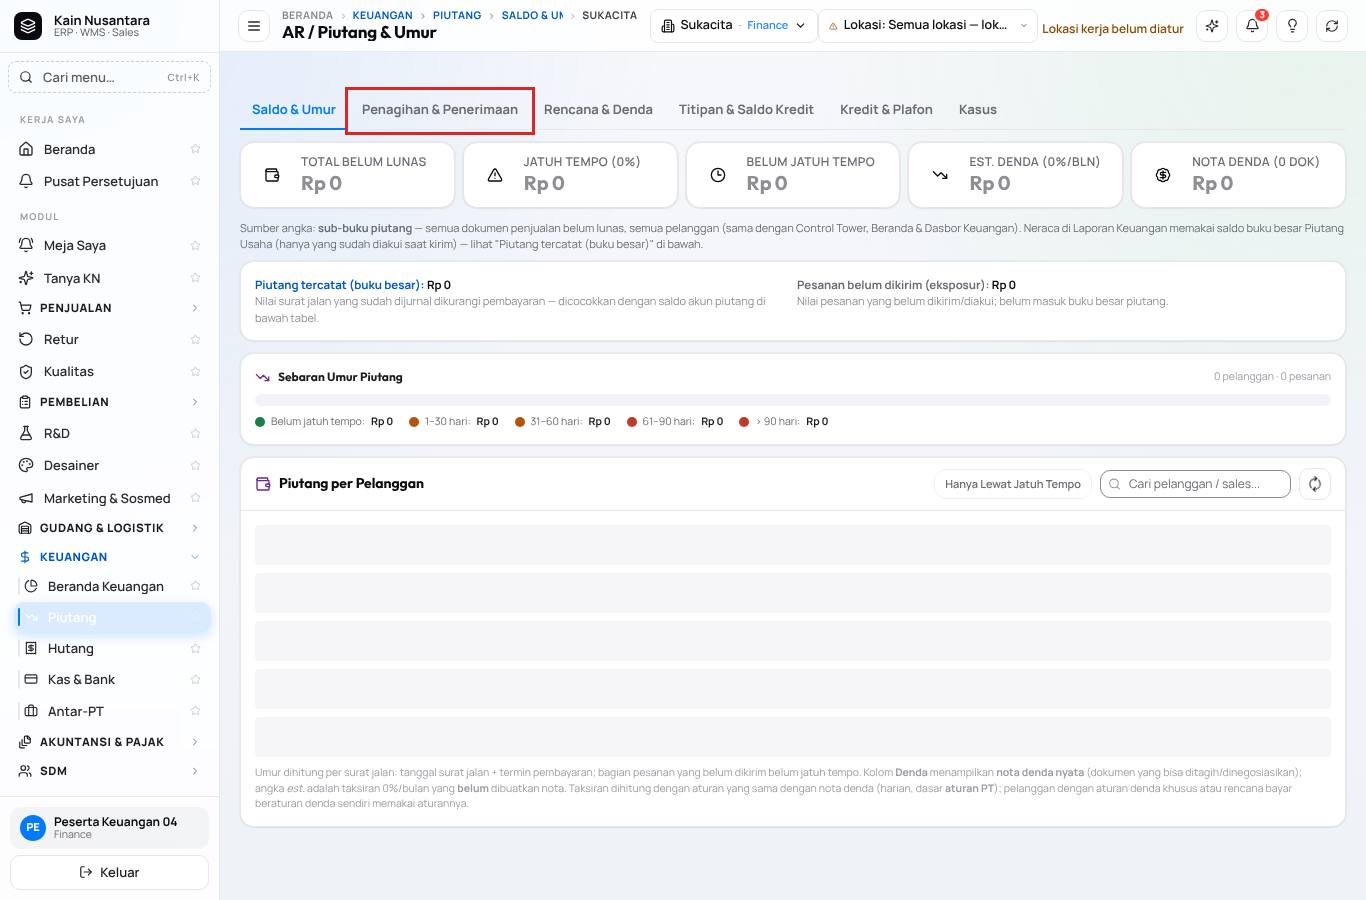 Kain Nusantara
ERP · WMS · Sales
Cari menu...
Ctrl+K
KERJA SAYA
Beranda
Pusat Persetujuan
MODUL
Meja Saya
Tanya KN
PENJUALAN
Retur
Kualitas
PEMBELIAN
R&D
Desainer
Marketing & Sosmed
GUDANG & LOGISTIK
KEUANGAN
Beranda Keuangan
Piutang
Hutang
Kas & Bank
Antar-PT
AKUNTANSI & PAJAK
SDM
PE
Peserta Keuangan 04
Finance
Keluar
BERANDA › KEUANGAN › PIUTANG › SALDO & UM › SUKACITA
AR / Piutang & Umur
Sukacita · Finance
Lokasi: Semua lokasi — lok...
Lokasi kerja belum diatur
3
Saldo & Umur
Penagihan & Penerimaan
Rencana & Denda
Titipan & Saldo Kredit
Kredit & Plafon
Kasus
TOTAL BELUM LUNAS
Rp 0
JATUH TEMPO (0%)
Rp 0
BELUM JATUH TEMPO
Rp 0
EST. DENDA (0%/BLN)
Rp 0
NOTA DENDA (0 DOK)
Rp 0
Sumber angka: sub-buku piutang — semua dokumen penjualan belum lunas, semua pelanggan (sama dengan Control Tower, Beranda & Dasbor Keuangan). Neraca di Laporan Keuangan memakai saldo buku besar Piutang
Usaha (hanya yang sudah diakui saat kirim) — lihat "Piutang tercatat (buku besar)" di bawah.
Piutang tercatat (buku besar): Rp 0
Nilai surat jalan yang sudah dijurnal dikurangi pembayaran — dicocokkan dengan saldo akun piutang di
bawah tabel.
Pesanan belum dikirim (eksposur): Rp 0
Nilai pesanan yang belum dikirim/diakui; belum masuk buku besar piutang.
Sebaran Umur Piutang
0 pelanggan · 0 pesanan
Belum jatuh tempo: Rp 0
1–30 hari: Rp 0
31–60 hari: Rp 0
61–90 hari: Rp 0
> 90 hari: Rp 0
Piutang per Pelanggan
Hanya Lewat Jatuh Tempo
Cari pelanggan / sales...
Umur dihitung per surat jalan: tanggal surat jalan + termin pembayaran; bagian pesanan yang belum dikirim belum jatuh tempo. Kolom Denda menampilkan nota denda nyata (dokumen yang bisa ditagih/dinegosiasikan);
angka est. adalah taksiran 0%/bulan yang belum dibuatkan nota. Taksiran dihitung dengan aturan yang sama dengan nota denda (harian, dasar aturan PT); pelanggan dengan aturan denda khusus atau rencana bayar
beraturan denda sendiri memakai aturannya.